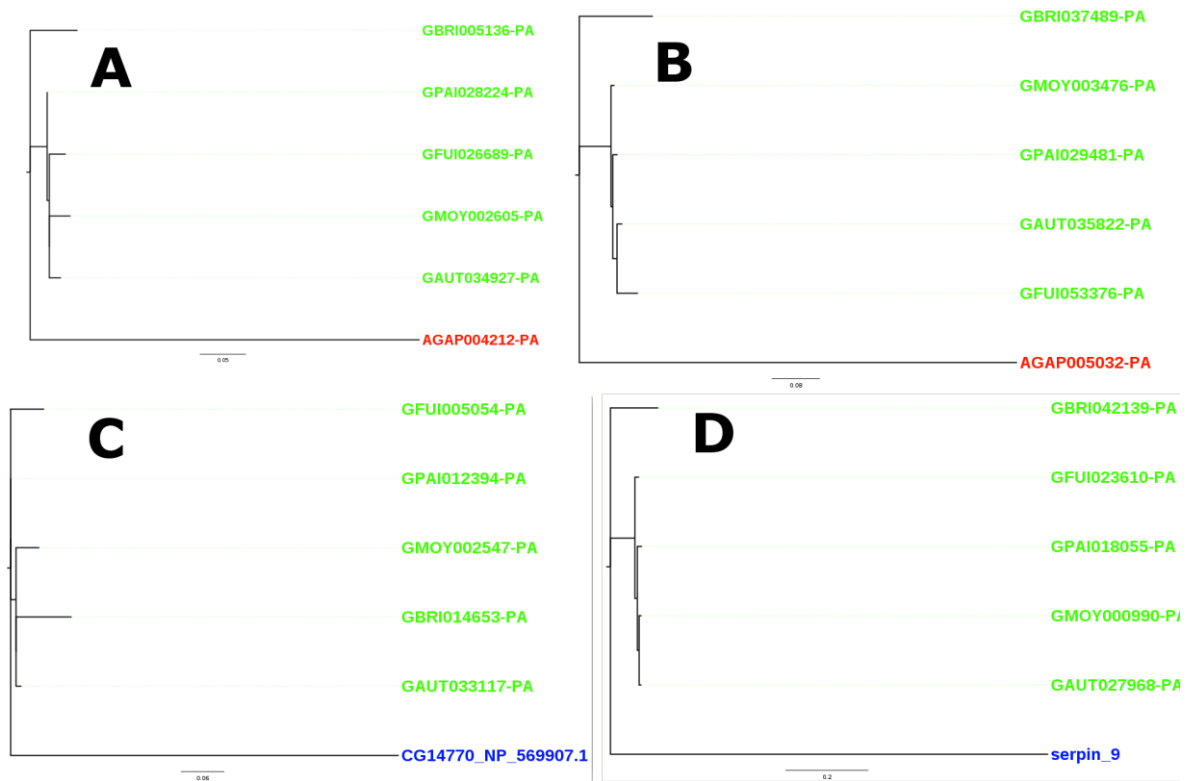 A
GBRI005136-PA
GPAI028224-PA
GFUI026689-PA
GMOY002605-PA
GAUT034927-PA
AGAP004212-PA
0.05
B
GBRI037489-PA
GMOY003476-PA
GPAI029481-PA
GAUT035822-PA
GFUI053376-PA
AGAP005032-PA
0.08
C
GFUI005054-PA
GPAI012394-PA
GMOY002547-PA
GBRI014653-PA
GAUT033117-PA
CG14770_NP_569907.1
0.06
D
GBRI042139-PA
GFUI023610-PA
GPAI018055-PA
GMOY000990-PA
GAUT027968-PA
serpin_9
0.2